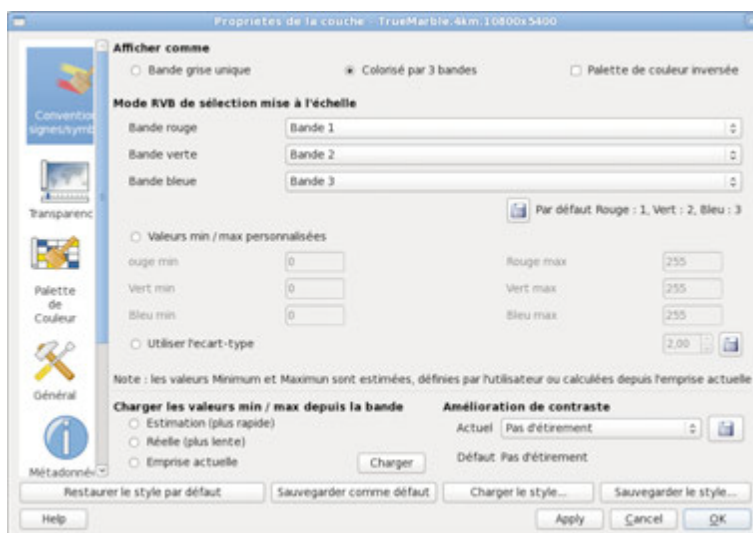 Proprietes de la couche - TrueMarble.4km.10800x5400
Convention
signes/symb
Transparenc
Palette
de
Couleur
Général
Métadonné
Afficher comme
Bande grise unique
Colorisé par 3 bandes
Palette de couleur inversée
Mode RVB de sélection mise à l'échelle
Bande rouge Bande 1
Bande verte Bande 2
Bande bleue Bande 3
Par défaut Rouge : 1, Vert : 2, Bleu : 3
Valeurs min / max personnalisées
ouge min 0 Rouge max 255
Vert min 0 Vert max 255
Bleu min 0 Bleu max 255
Utiliser l'ecart-type 2,00
Note : les valeurs Minimum et Maximun sont estimées, définies par l'utilisateur ou calculées depuis l'emprise actuelle
Charger les valeurs min / max depuis la bande
Estimation (plus rapide)
Réelle (plus lente)
Emprise actuelle
Charger
Amélioration de contraste
Actuel Pas d'étirement
Défaut Pas d'étirement
Restaurer le style par défaut
Sauvegarder comme défaut
Charger le style...
Sauvegarder le style...
Help
Apply
Cancel
OK